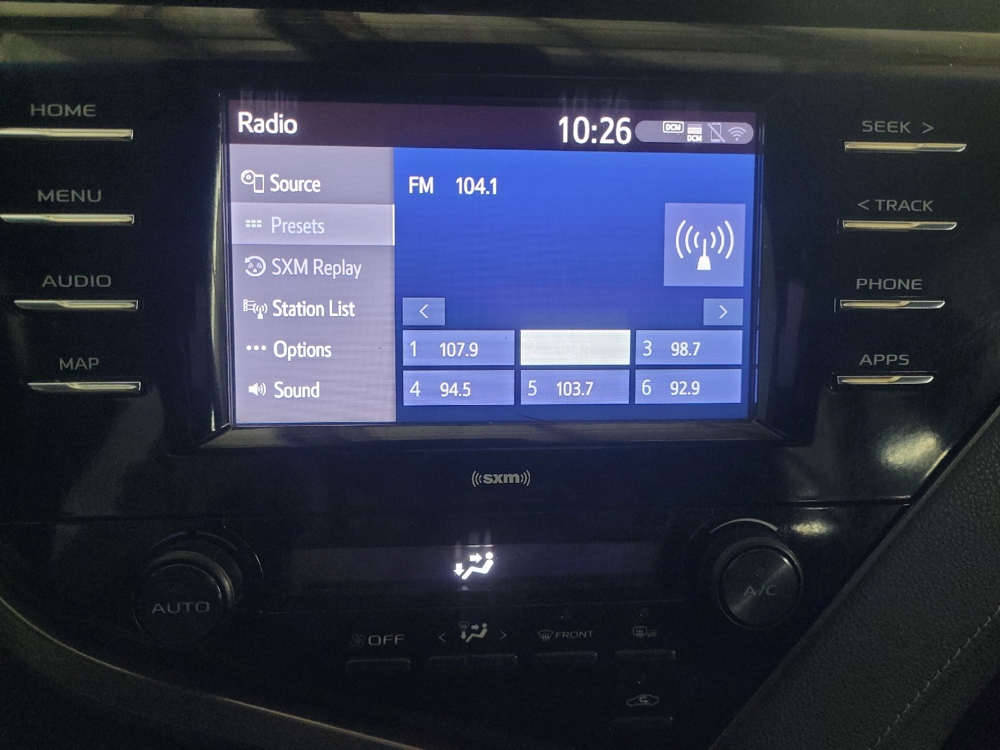 HOME
MENU
AUDIO
MAP
Radio 10:26 DCM DCM
Source
Presets
SXM Replay
Station List
Options
Sound
FM 104.1
< >
1 107.9
3 98.7
4 94.5
5 103.7
6 92.9
SEEK >
< TRACK
PHONE
APPS
((sxm))
AUTO
A/C
OFF
< >
FRONT